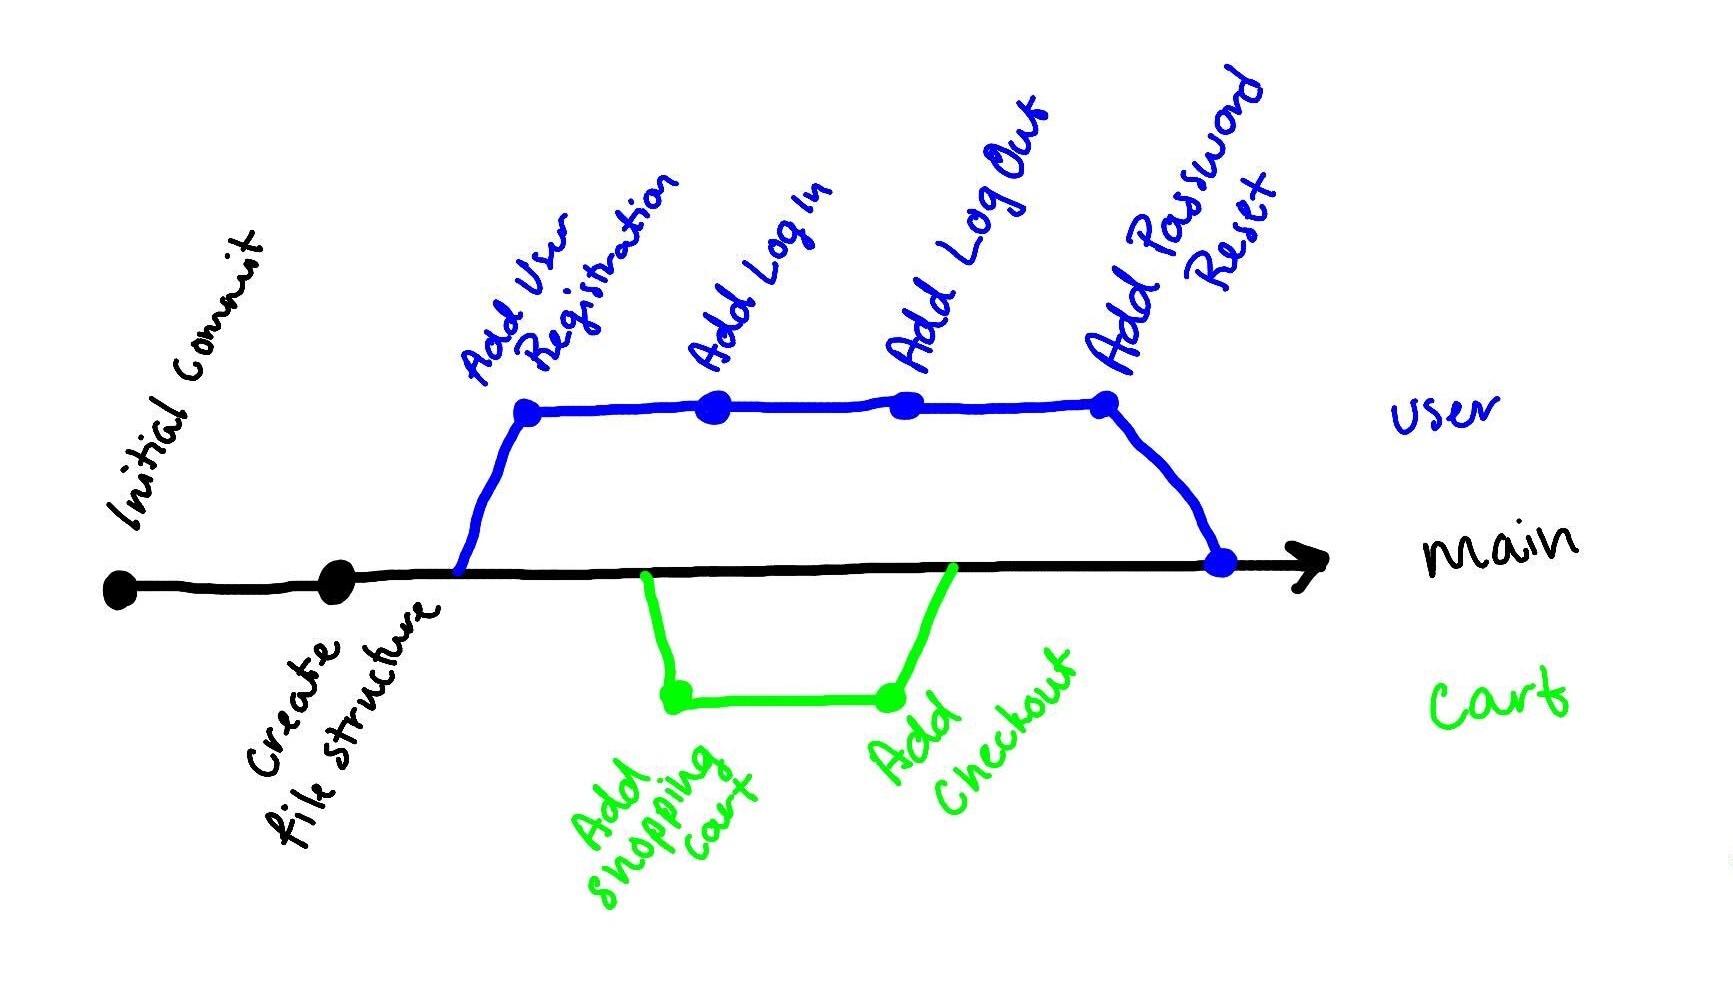 Initial Commit
Create
file structure
Add User
Registration
Add Log In
Add Log Out
Add Password
Reset
user
main
Add
shopping
cart
Add
Checkout
Cart